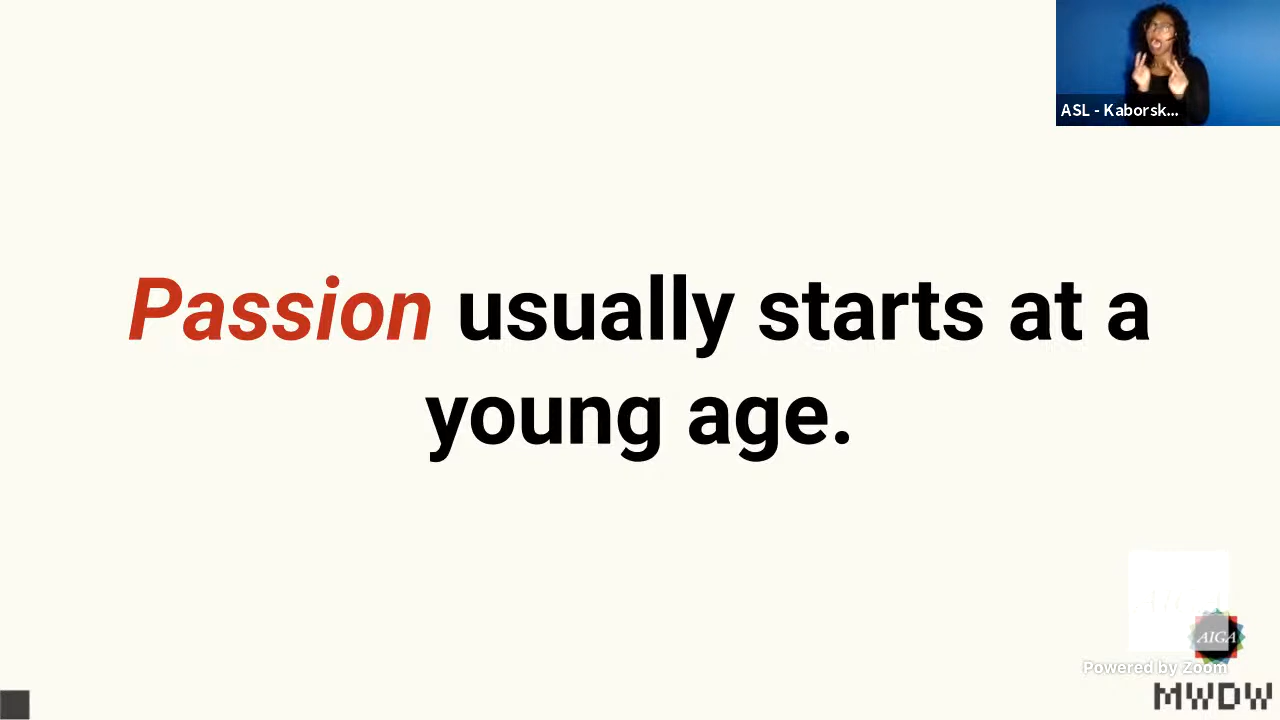 ASL - Kaborsk...
Passion usually starts at a
young age.
AIGA
Powered by Zoom
MWDW